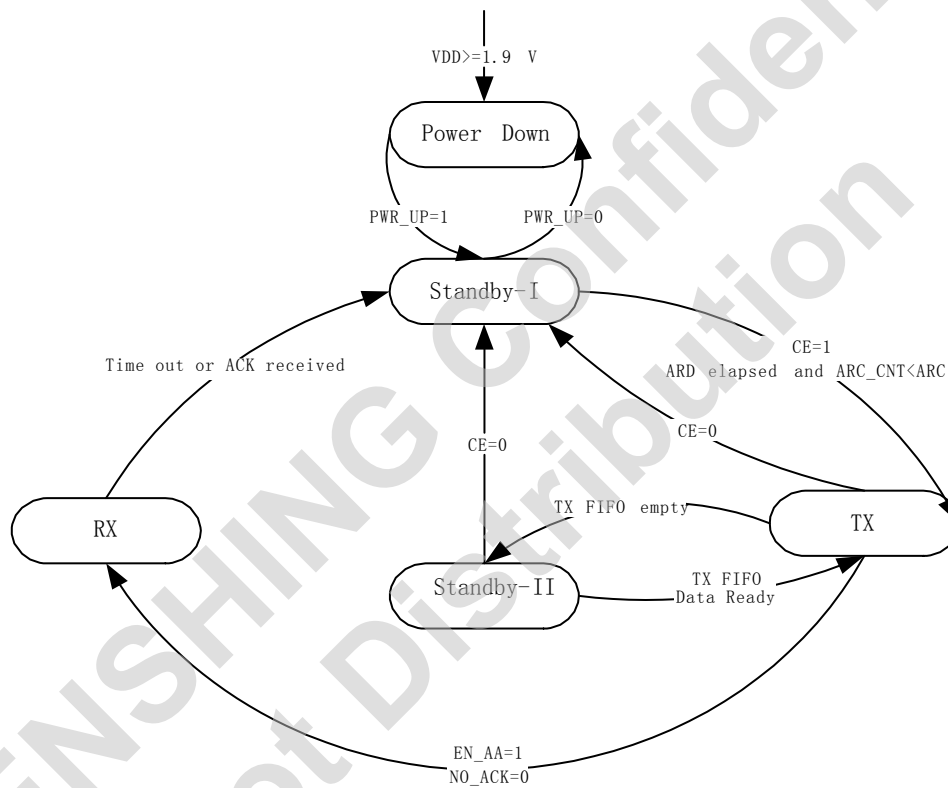 VDD>=1.9 V
Power Down
PWR_UP=1
PWR_UP=0
Standby-I
Time out or ACK received
CE=1
ARD elapsed and ARC_CNT<ARC
CE=0
CE=0
TX FIFO empty
RX
TX
Standby-II
TX FIFO
Data Ready
EN_AA=1
NO_ACK=0
Distribution